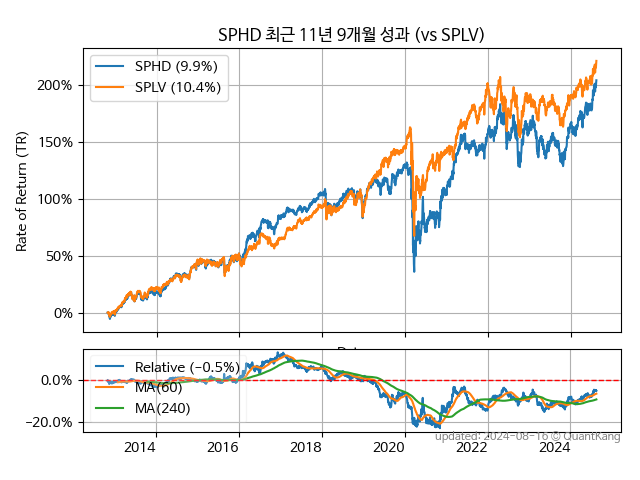 SPHD 최근 11년 9개월 성과 (vs SPLV)
SPHD (9.9%)
SPLV (10.4%)
Rate of Return (TR)
200%
150%
100%
50%
0%
Relative (−0.5%)
MA(60)
MA(240)
0.0%
−20.0%
2014
2016
2018
2020
2022
2024
updated: 2024-08-16 © QuantKang